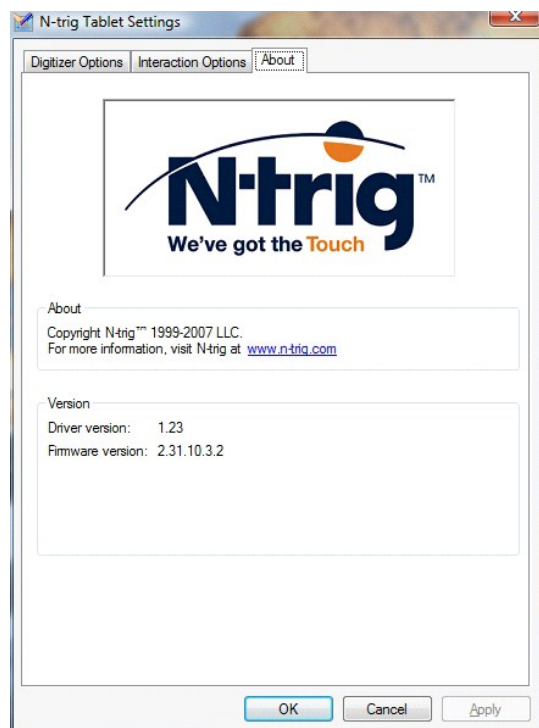 N-trig Tablet Settings
Digitizer Options
Interaction Options
About
N-trig™
We've got the Touch
About
Copyright N-trig™ 1999-2007 LLC.
For more information, visit N-trig at www.n-trig.com
Version
Driver version: 1.23
Firmware version: 2.31.10.3.2
OK
Cancel
Apply